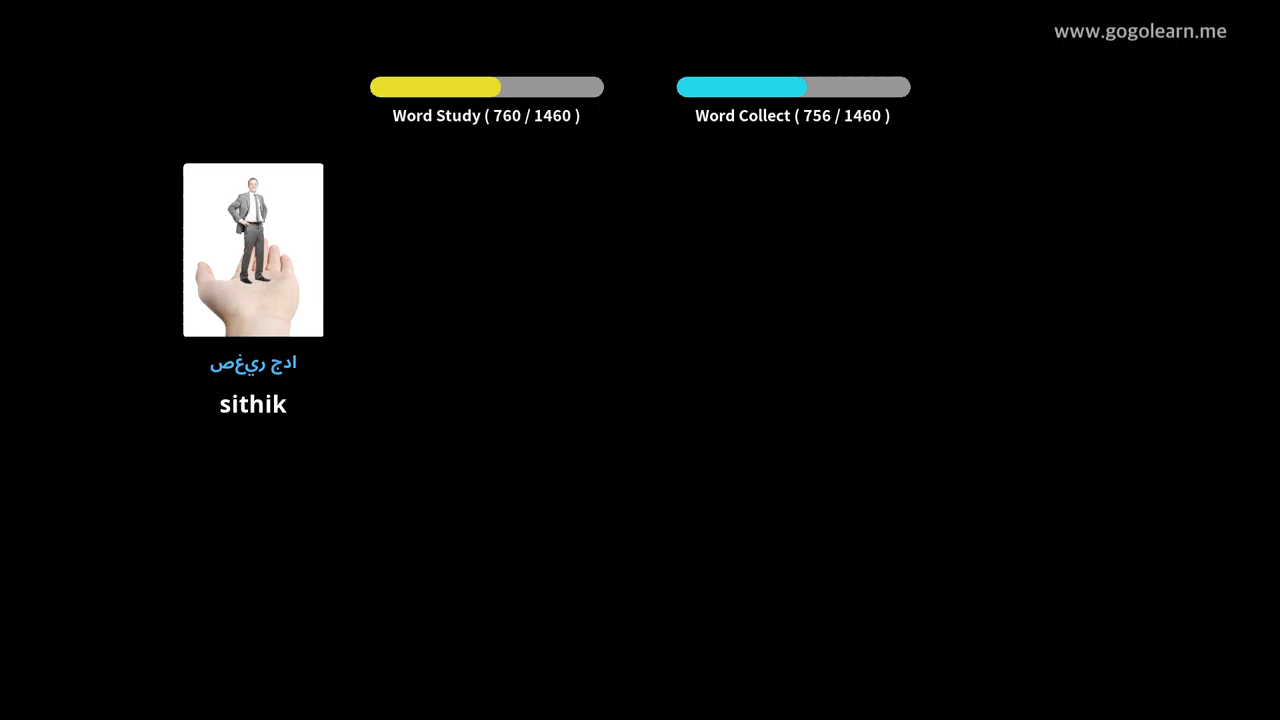 www.gogolearn.me
Word Study ( 760 / 1460 )
Word Collect ( 756 / 1460 )
صغير جدا
sithik